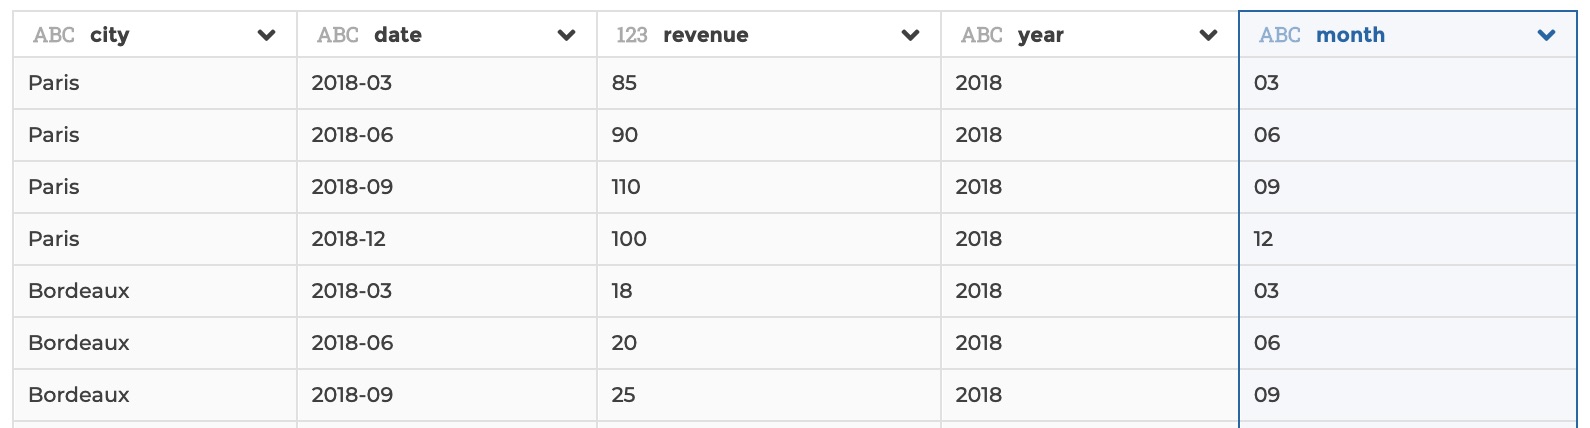 ABC city ABC date 123 revenue ABC year ABC month
Paris 2018-03 85 2018 03
Paris 2018-06 90 2018 06
Paris 2018-09 110 2018 09
Paris 2018-12 100 2018 12
Bordeaux 2018-03 18 2018 03
Bordeaux 2018-06 20 2018 06
Bordeaux 2018-09 25 2018 09